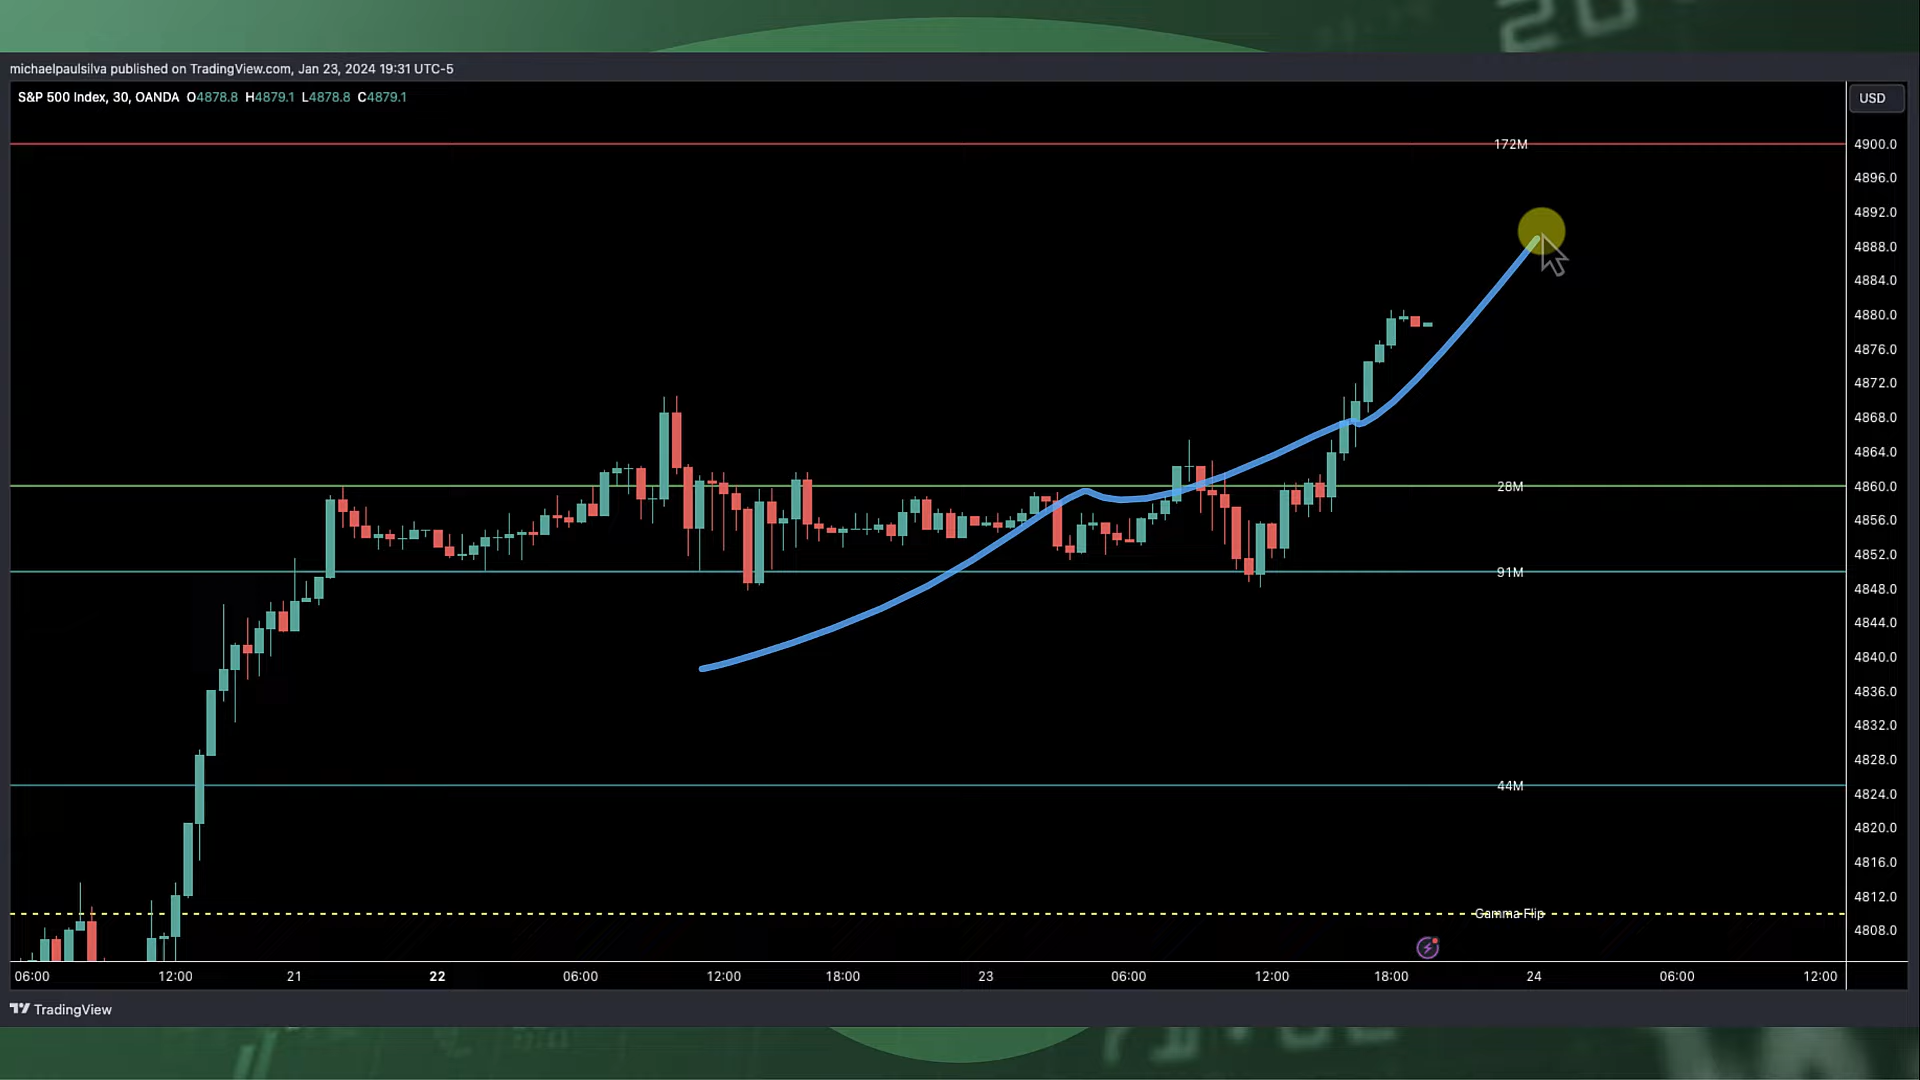 michaelpaulsilva published on TradingView.com, Jan 23, 2024 19:31 UTC-5
S&P 500 Index, 30, OANDA O4878.8 H4879.1 L4878.8 C4879.1
USD
172M
4900.0
4896.0
4892.0
4888.0
4884.0
4880.0
4876.0
4872.0
4868.0
4864.0
28M
4860.0
4856.0
4852.0
91M
4848.0
4844.0
4840.0
4836.0
4832.0
4828.0
44M
4824.0
4820.0
4816.0
4812.0
Gamma Flip
4808.0
06:00 12:00 21 22 06:00 12:00 18:00 23 06:00 12:00 18:00 24 06:00 12:00
TradingView